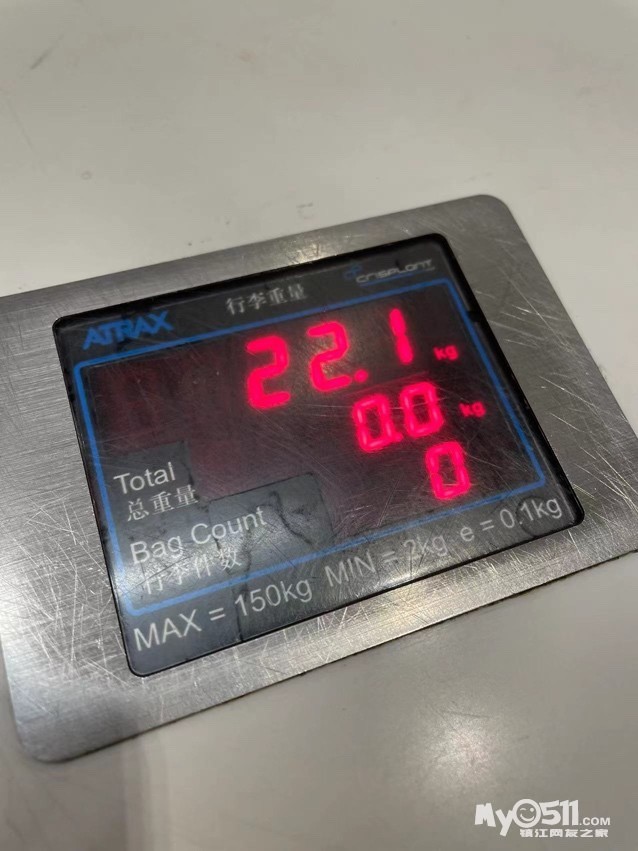 ATRAX 行李重量 CRISPLANT
22.1 kg
0.0 kg
Total
总重量
0
Bag Count
行李件数
MAX = 150kg MIN = 2kg e = 0.1kg
My0511.COM
镇江网友之家